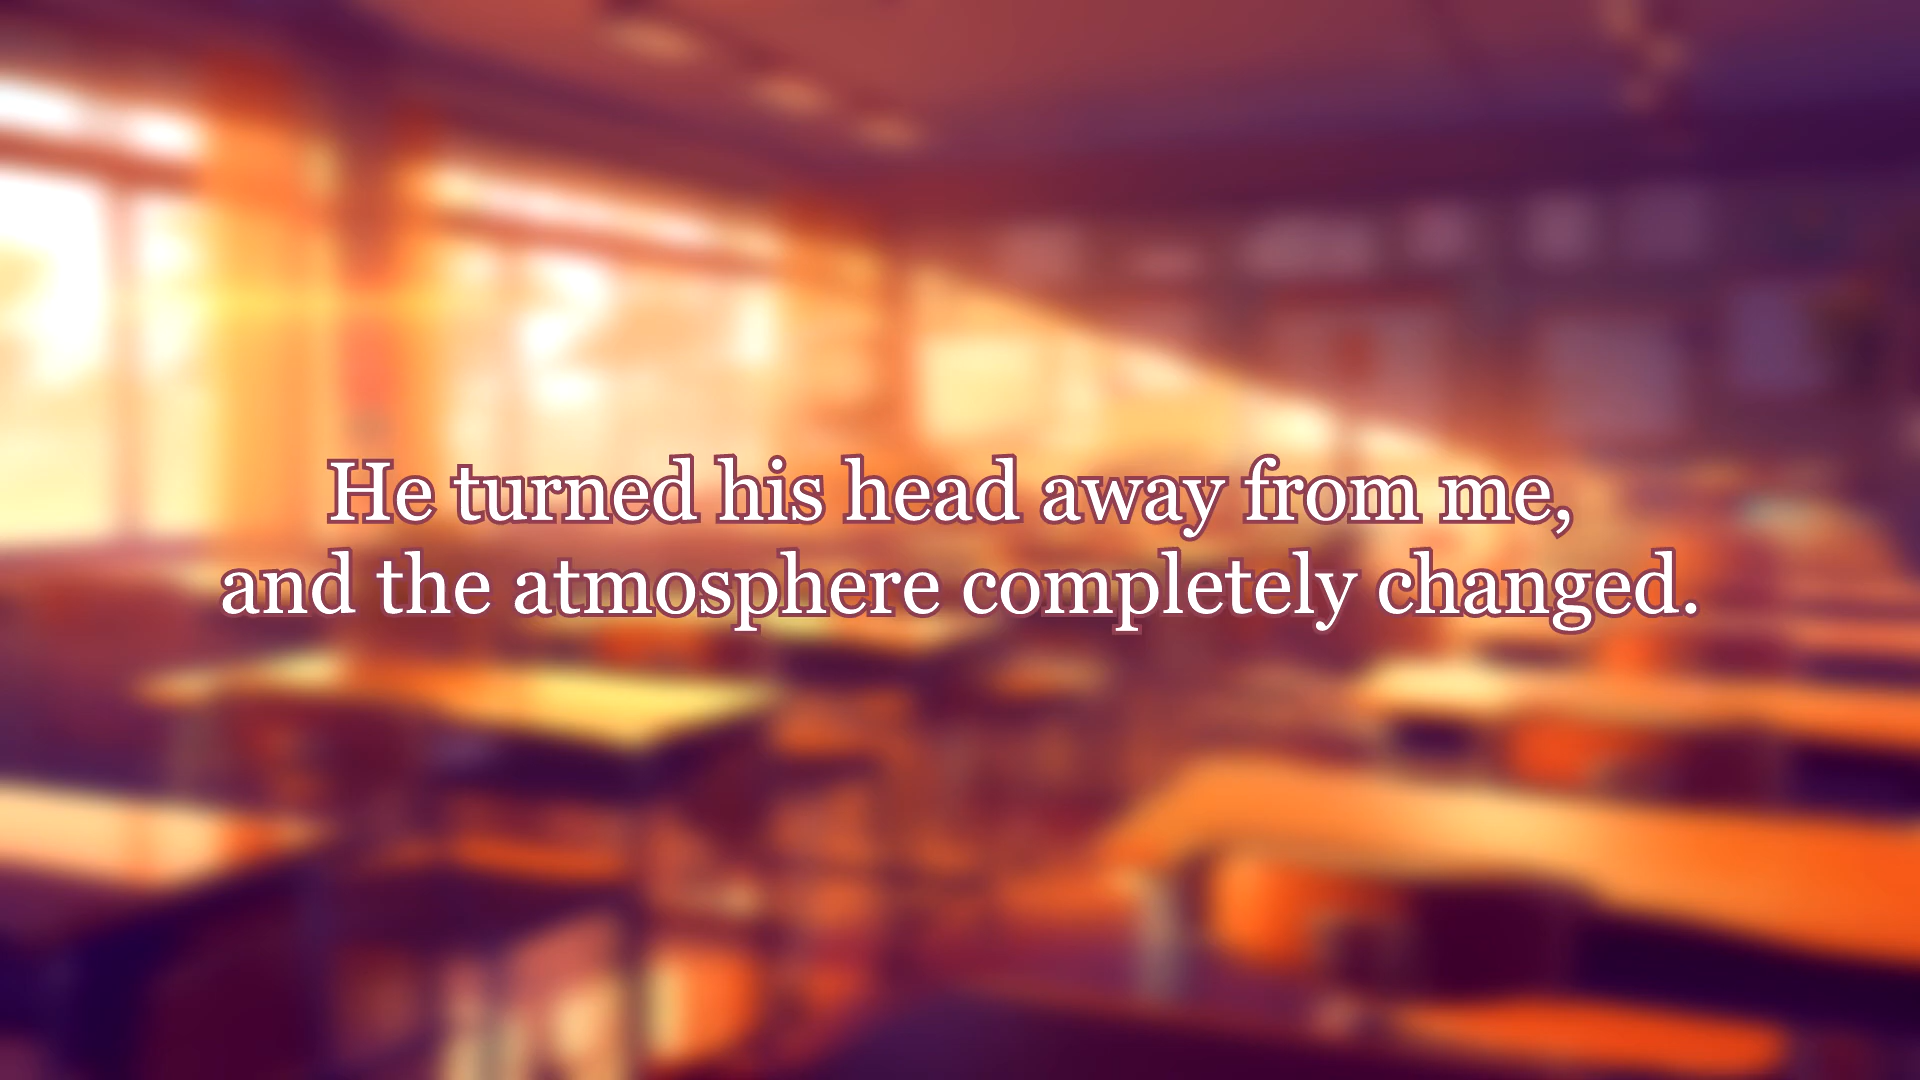 He turned his head away from me,
and the atmosphere completely changed.